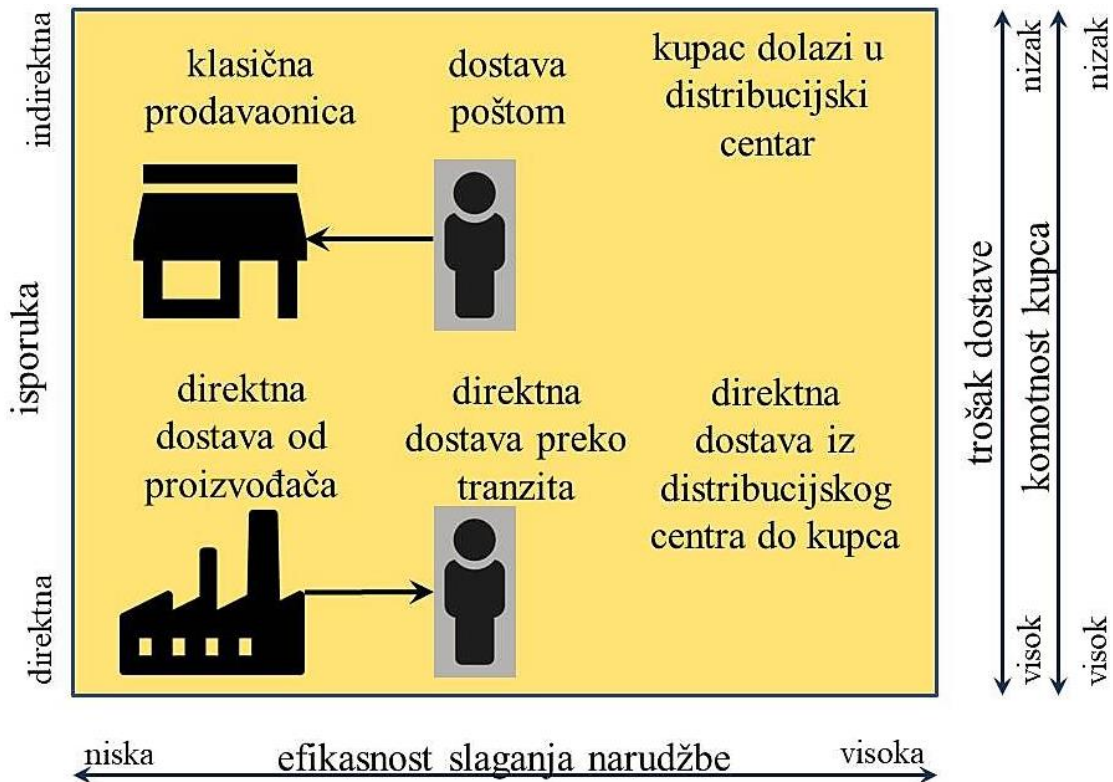 indirektna
isporuka
direktna
klasična
prodavaonica
dostava
poštom
kupac dolazi u
distribucijski
centar
direktna
dostava od
proizvođača
direktna
dostava preko
tranzita
direktna
dostava iz
distribucijskog
centra do kupca
trošak dostave
nizak
visok
komotnost kupca
nizak
visok
niska
efikasnost slaganja narudžbe
visoka